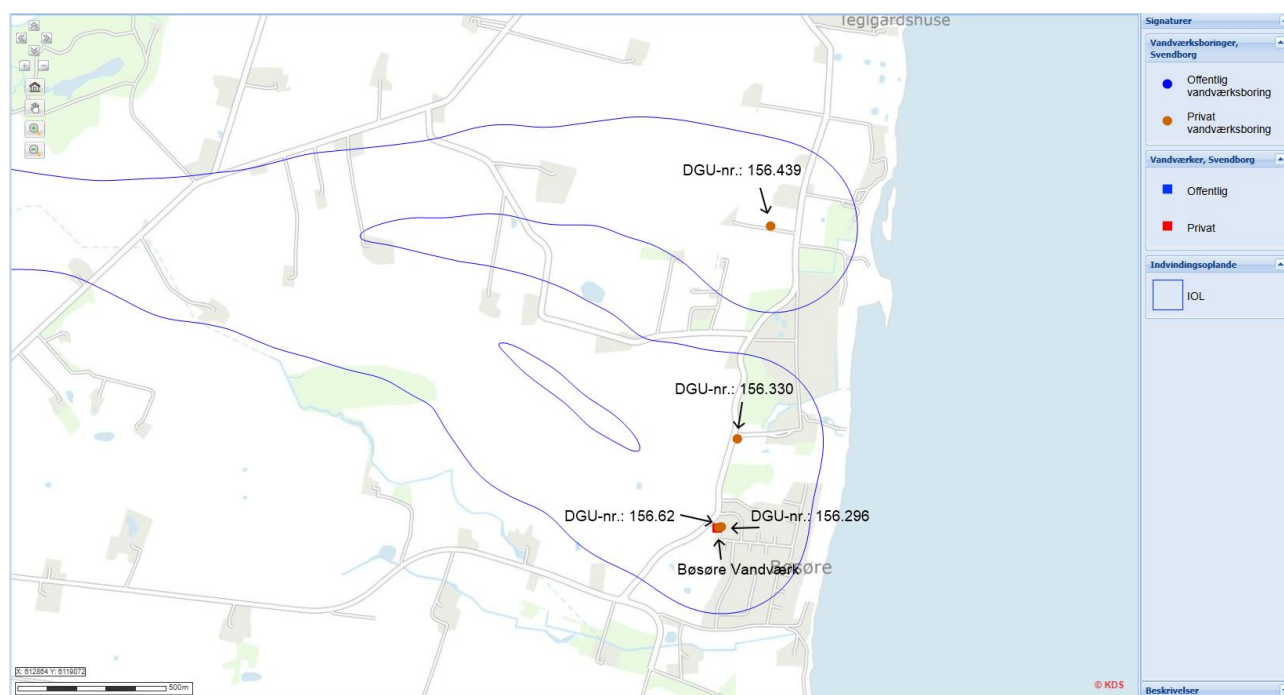 Teglgårdshuse
DGU-nr.: 156.439
DGU-nr.: 156.330
DGU-nr.: 156.62
DGU-nr.: 156.296
Bøsøre Vandværk
Bøsøre
X: 612864 Y: 6119072
500m
© KDS
Signaturer
Vandværksboringer,
Svendborg
Offentlig
vandværksboring
Privat
vandværksboring
Vandværker, Svendborg
Offentlig
Privat
Indvindingsoplande
IOL
Beskrivelser